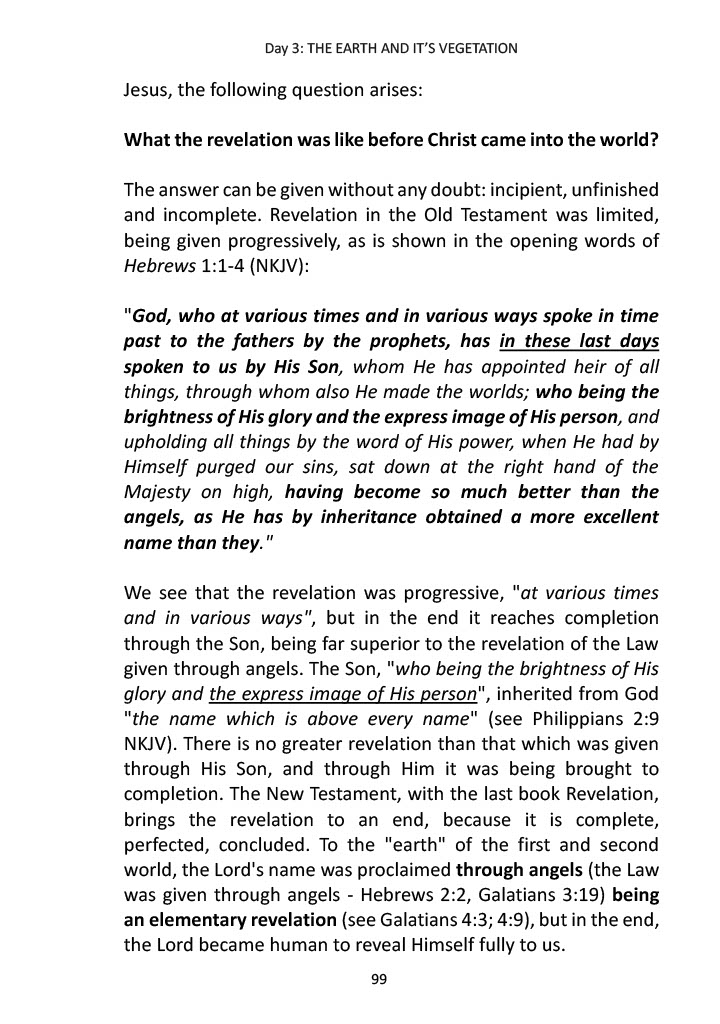 Day 3: THE EARTH AND IT'S VEGETATION
Jesus, the following question arises:
What the revelation was like before Christ came into the world?
The answer can be given without any doubt: incipient, unfinished
and incomplete. Revelation in the Old Testament was limited,
being given progressively, as is shown in the opening words of
Hebrews 1:1-4 (NKJV):
"God, who at various times and in various ways spoke in time
past to the fathers by the prophets, has in these last days
spoken to us by His Son, whom He has appointed heir of all
things, through whom also He made the worlds; who being the
brightness of His glory and the express image of His person, and
upholding all things by the word of His power, when He had by
Himself purged our sins, sat down at the right hand of the
Majesty on high, having become so much better than the
angels, as He has by inheritance obtained a more excellent
name than they."
We see that the revelation was progressive, "at various times
and in various ways", but in the end it reaches completion
through the Son, being far superior to the revelation of the Law
given through angels. The Son, "who being the brightness of His
glory and the express image of His person", inherited from God
"the name which is above every name" (see Philippians 2:9
NKJV). There is no greater revelation than that which was given
through His Son, and through Him it was being brought to
completion. The New Testament, with the last book Revelation,
brings the revelation to an end, because it is complete,
perfected, concluded. To the "earth" of the first and second
world, the Lord's name was proclaimed through angels (the Law
was given through angels - Hebrews 2:2, Galatians 3:19) being
an elementary revelation (see Galatians 4:3; 4:9), but in the end,
the Lord became human to reveal Himself fully to us.
99